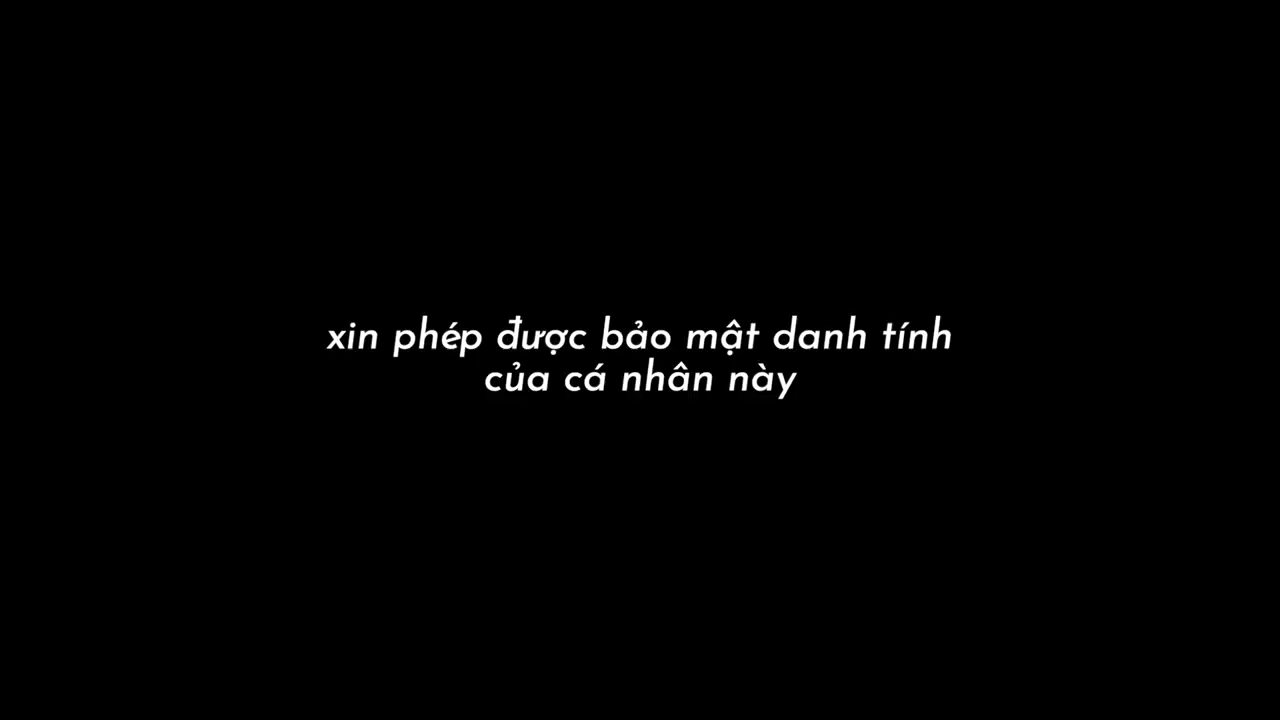 xin phép được bảo mật danh tính
của cá nhân này